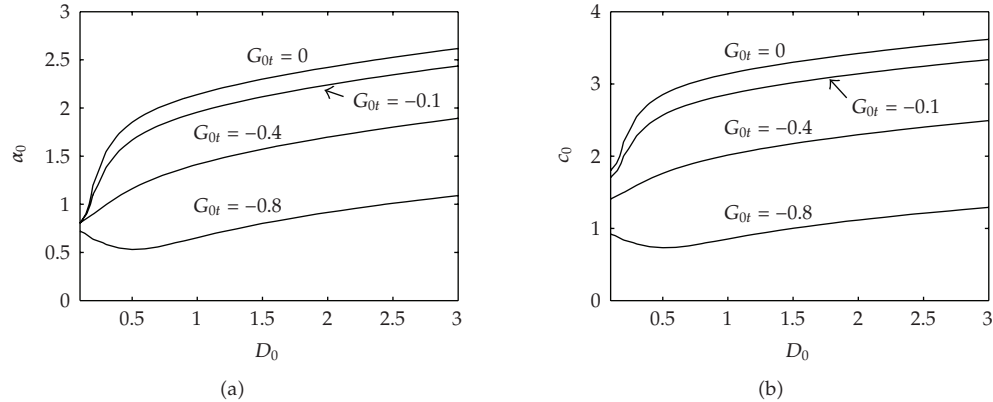 3
2.5
2
1.5
1
0.5
0
α₀
G₀ₜ = 0
G₀ₜ = −0.1
G₀ₜ = −0.4
G₀ₜ = −0.8
0.5 1 1.5 2 2.5 3
D₀
(a)
4
3
2
1
0
c₀
G₀ₜ = 0
G₀ₜ = −0.1
G₀ₜ = −0.4
G₀ₜ = −0.8
0.5 1 1.5 2 2.5 3
D₀
(b)